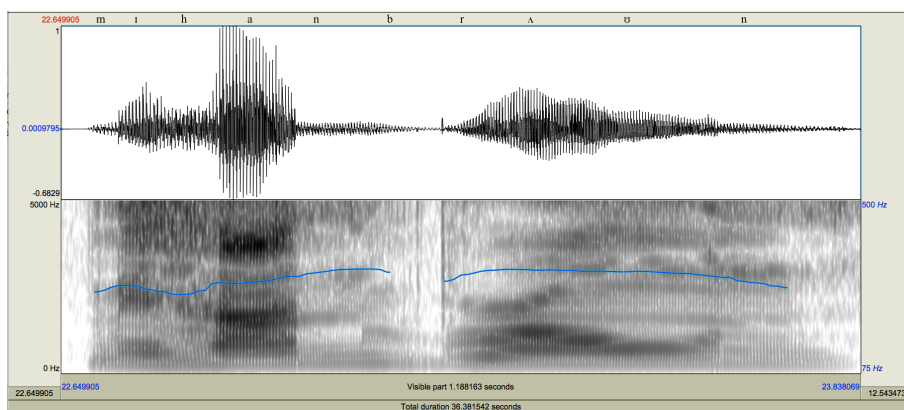 22.649905
m ɪ h a n b r ʌ ʊ n
1
0.0009795
-0.6829
5000 Hz 500 Hz
0 Hz 75 Hz
22.649905 22.649905 Visible part 1.188163 seconds 23.838069 12.543473
Total duration 36.381542 seconds